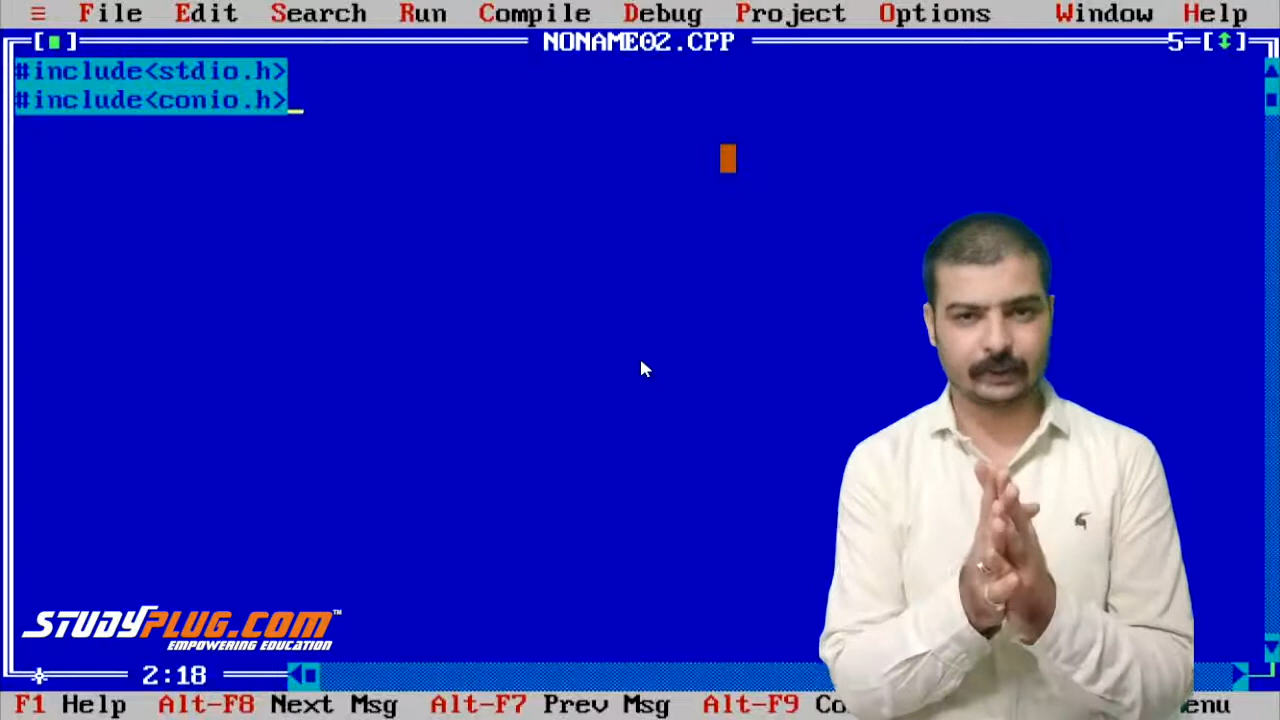 ≡ File Edit Search Run Compile Debug Project Options Window Help
[■] NONAME02.CPP 5=[↕]
#include<stdio.h>
#include<conio.h>
STUDYPLUG.COM™
EMPOWERING EDUCATION
2:18
F1 Help Alt-F8 Next Msg Alt-F7 Prev Msg Alt-F9